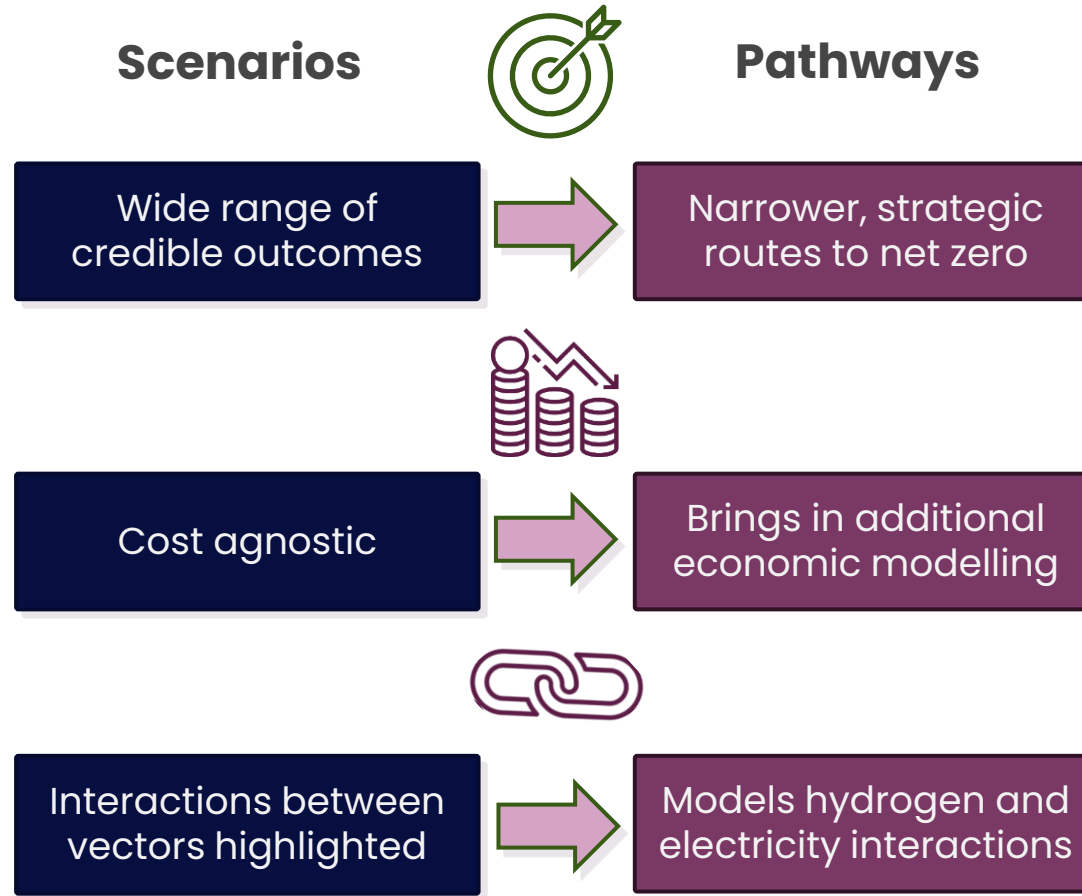 Scenarios
Pathways
Wide range of
credible outcomes
Narrower, strategic
routes to net zero
Cost agnostic
Brings in additional
economic modelling
Interactions between
vectors highlighted
Models hydrogen and
electricity interactions